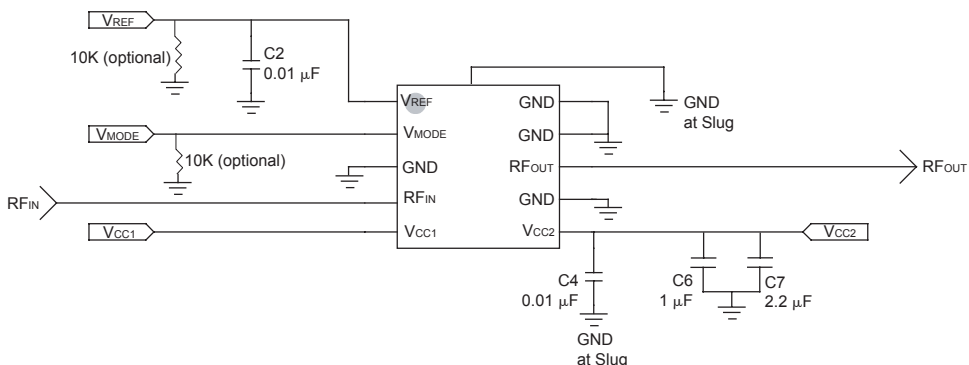 VREF
10K (optional)
C2
0.01 μF
VREF
GND
GND
at Slug
VMODE
VMODE
GND
10K (optional)
GND
RFOUT
RFOUT
RFIN
RFIN
GND
VCC1
VCC1
VCC2
VCC2
C4
0.01 μF
C6
1 μF
C7
2.2 μF
GND
at Slug